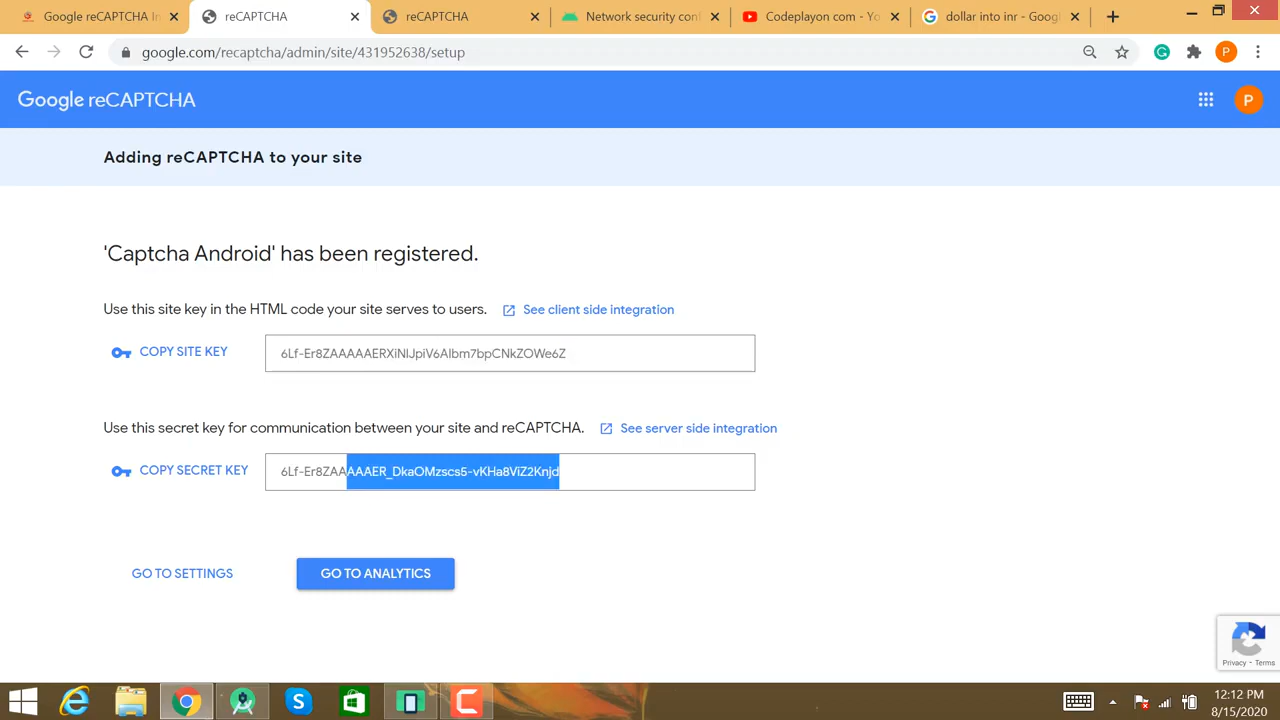 Google reCAPTCHA In
reCAPTCHA
reCAPTCHA
Network security conf
Codeplayon com - Yo
dollar into inr - Googl
google.com/recaptcha/admin/site/431952638/setup
P
Google reCAPTCHA
P
Adding reCAPTCHA to your site
'Captcha Android' has been registered.
Use this site key in the HTML code your site serves to users.
See client side integration
COPY SITE KEY
6Lf-Er8ZAAAAAERXiNIJpiV6AIbm7bpCNkZOWe6Z
Use this secret key for communication between your site and reCAPTCHA.
See server side integration
COPY SECRET KEY
6Lf-Er8ZAAAAAER_DkaOMzscs5-vKHa8ViZ2Knjd
GO TO SETTINGS
GO TO ANALYTICS
Privacy - Terms
12:12 PM
8/15/2020